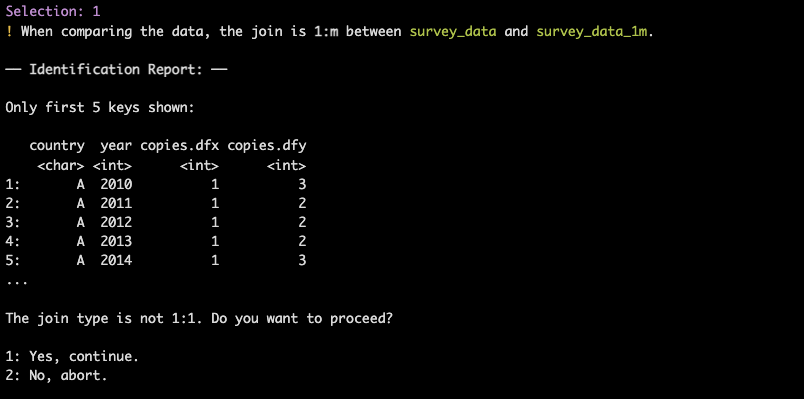 Selection: 1
! When comparing the data, the join is 1:m between survey_data and survey_data_1m.
── Identification Report: ──
Only first 5 keys shown:
country year copies.dfx copies.dfy
<char> <int> <int> <int>
1: A 2010 1 3
2: A 2011 1 2
3: A 2012 1 2
4: A 2013 1 2
5: A 2014 1 3
...
The join type is not 1:1. Do you want to proceed?
1: Yes, continue.
2: No, abort.